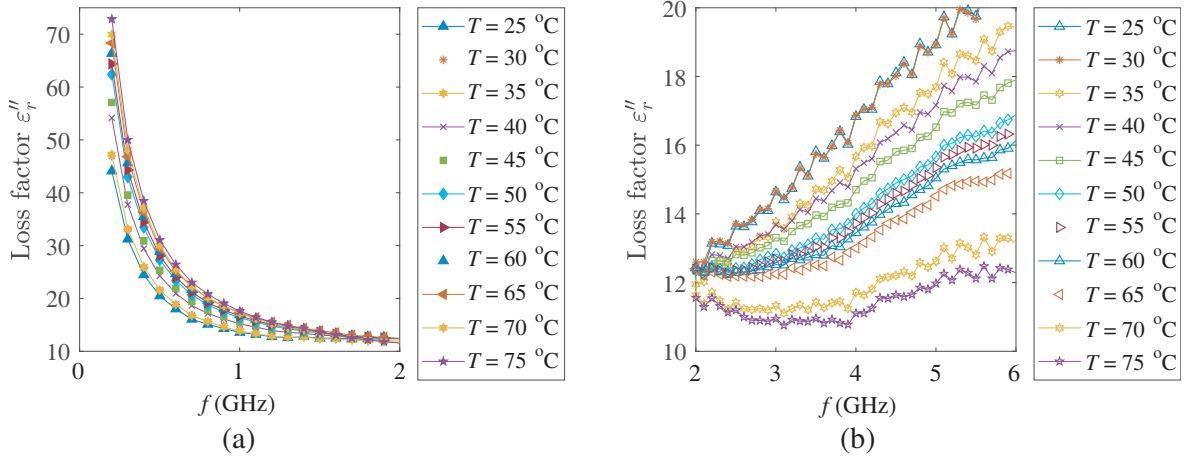 Loss factor ε″r
70
60
50
40
30
20
10
0
1
2
f (GHz)
T = 25 °C
T = 30 °C
T = 35 °C
T = 40 °C
T = 45 °C
T = 50 °C
T = 55 °C
T = 60 °C
T = 65 °C
T = 70 °C
T = 75 °C
(a)
Loss factor ε″r
20
18
16
14
12
10
2
3
4
5
6
f (GHz)
T = 25 °C
T = 30 °C
T = 35 °C
T = 40 °C
T = 45 °C
T = 50 °C
T = 55 °C
T = 60 °C
T = 65 °C
T = 70 °C
T = 75 °C
(b)